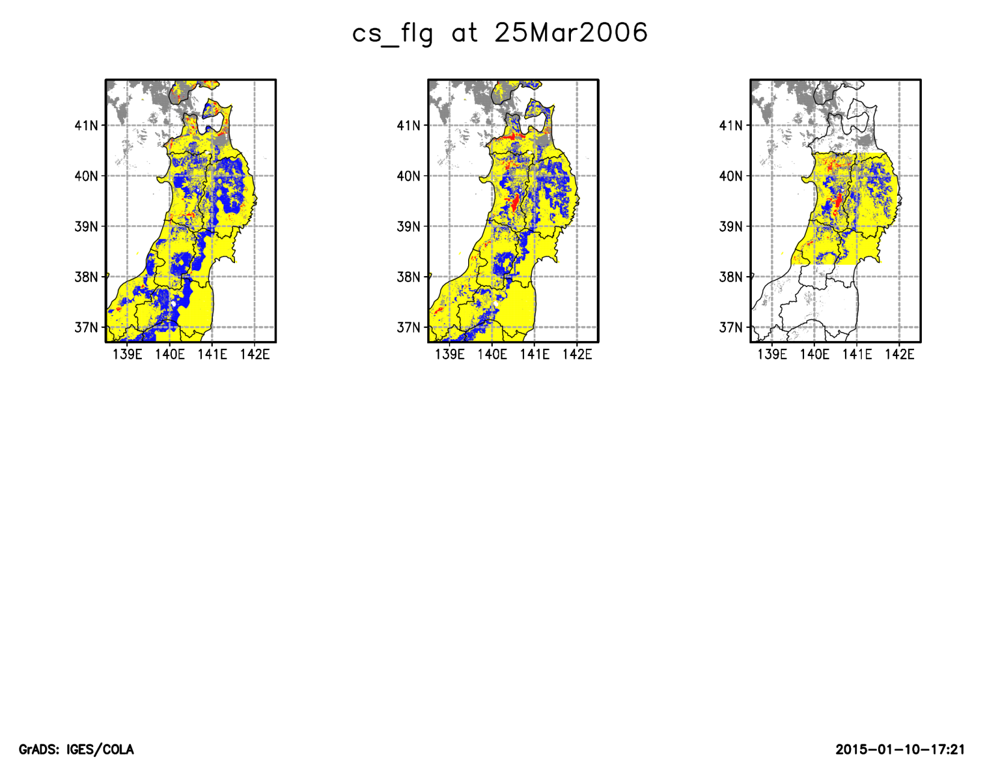 cs_flg at 25Mar2006
41N 41N 41N
40N 40N 40N
39N 39N 39N
38N 38N 38N
37N 37N 37N
139E 140E 141E 142E 139E 140E 141E 142E 139E 140E 141E 142E
GrADS: IGES/COLA 2015-01-10-17:21